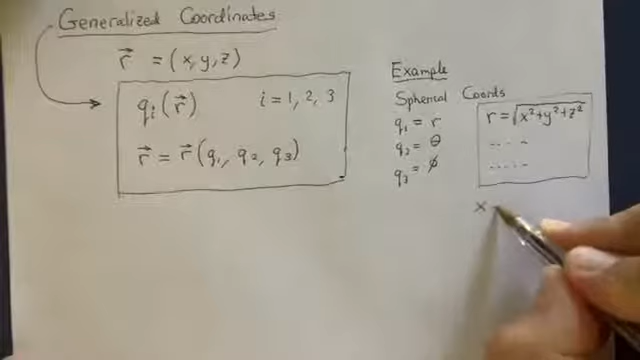 Generalized Coordinates
r⃗ = (x, y, z)
qᵢ(r⃗) i = 1, 2, 3
r⃗ = r⃗(q₁, q₂, q₃)
Example
Spherical Coords
q₁ = r
q₂ = θ
q₃ = ϕ
r = √x²+y²+z²
.....
.....
x